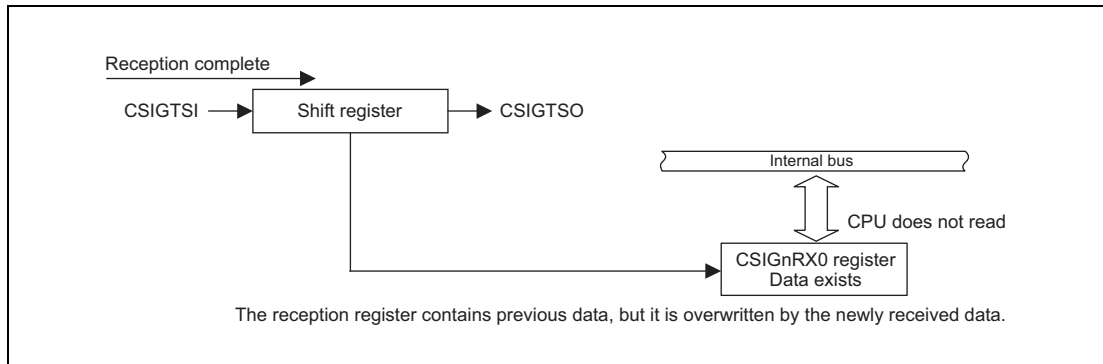 Reception complete
CSIGTSI
Shift register
CSIGTSO
Internal bus
CPU does not read
CSIGnRX0 register
Data exists
The reception register contains previous data, but it is overwritten by the newly received data.